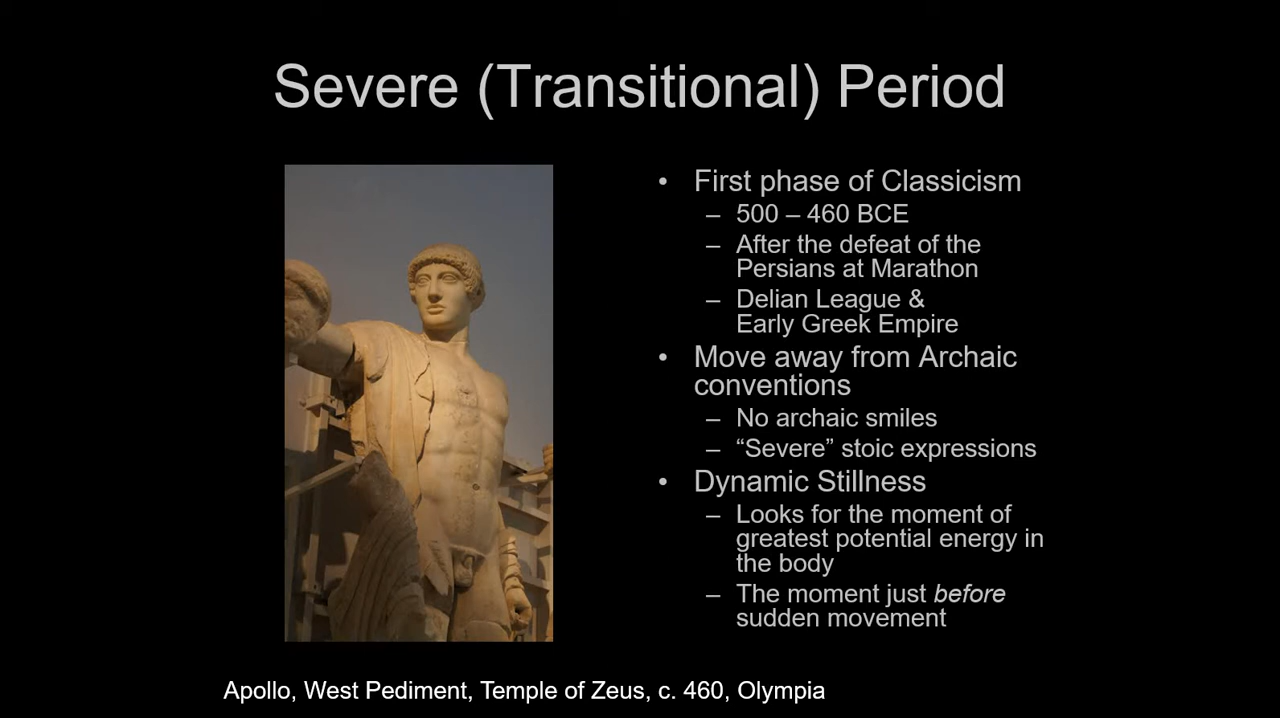 Severe (Transitional) Period
• First phase of Classicism
– 500 – 460 BCE
– After the defeat of the
Persians at Marathon
– Delian League &
Early Greek Empire
• Move away from Archaic
conventions
– No archaic smiles
– “Severe” stoic expressions
• Dynamic Stillness
– Looks for the moment of
greatest potential energy in
the body
– The moment just before
sudden movement
Apollo, West Pediment, Temple of Zeus, c. 460, Olympia